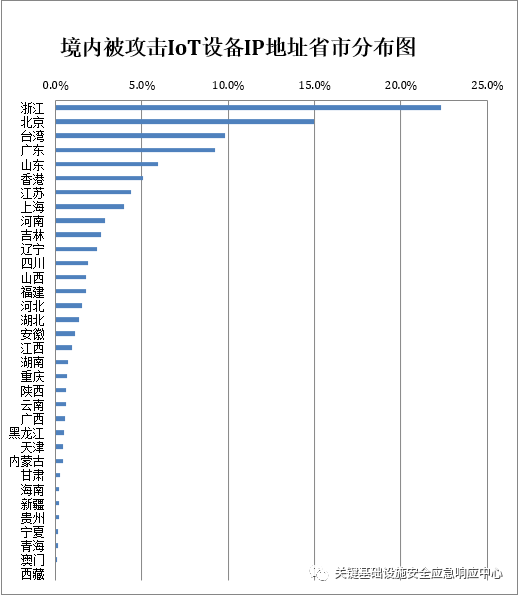 境内被攻击IoT设备IP地址省市分布图
0.0% 5.0% 10.0% 15.0% 20.0% 25.0%
浙江
北京
台湾
广东
山东
香港
江苏
上海
河南
吉林
辽宁
四川
山西
福建
河北
湖北
安徽
江西
湖南
重庆
陕西
云南
广西
黑龙江
天津
内蒙古
甘肃
海南
新疆
贵州
宁夏
青海
澳门
西藏
关键基础设施安全应急响应中心